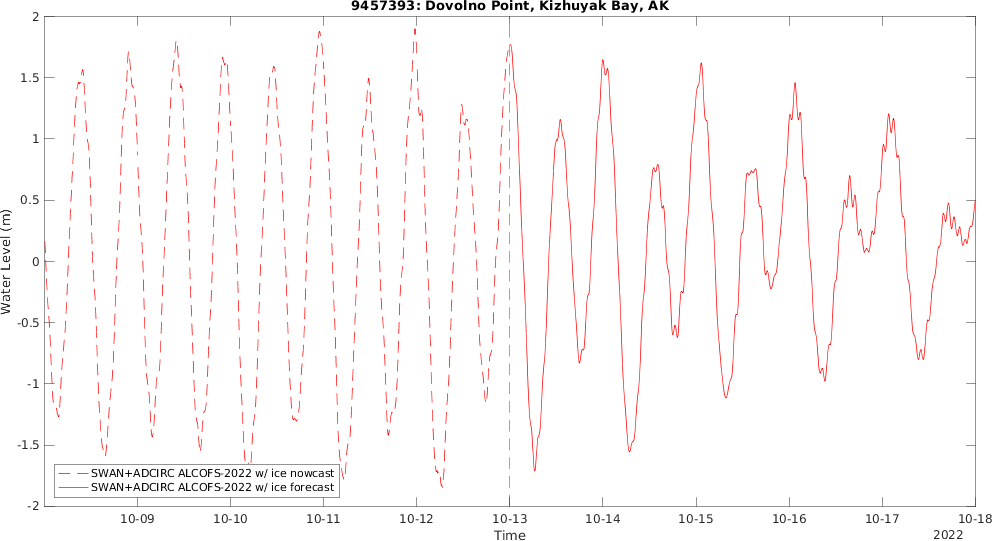 9457393: Dovolno Point, Kizhuyak Bay, AK
Water Level (m)
2
1.5
1
0.5
0
-0.5
-1
-1.5
-2
SWAN+ADCIRC ALCOFS-2022 w/ ice nowcast
SWAN+ADCIRC ALCOFS-2022 w/ ice forecast
10-09 10-10 10-11 10-12 10-13 10-14 10-15 10-16 10-17 10-18
Time
2022